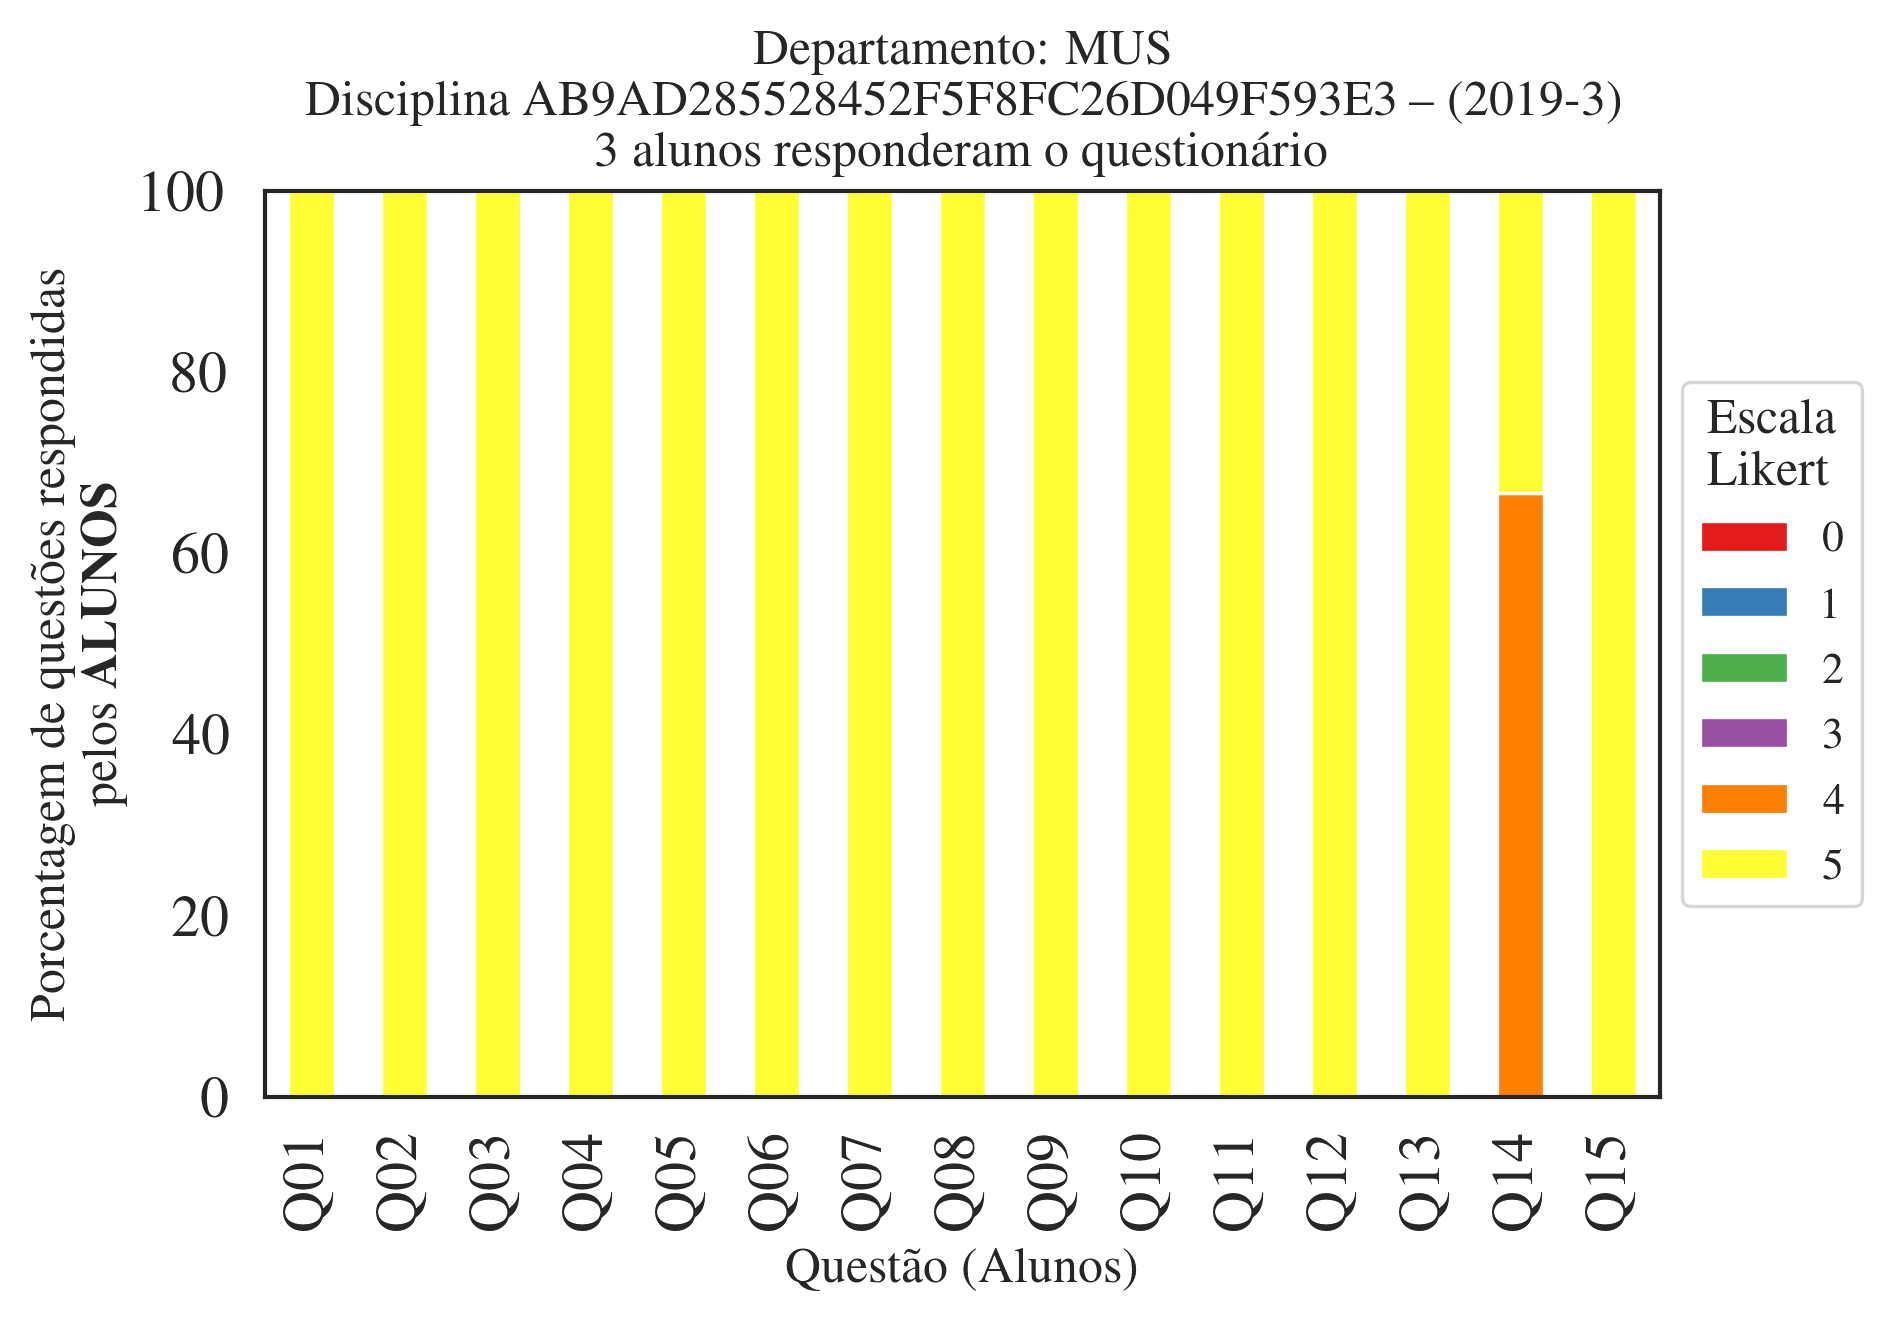 Departamento: MUS
Disciplina AB9AD285528452F5F8FC26D049F593E3 – (2019-3)
3 alunos responderam o questionário
100
80
60
40
20
0
Porcentagem de questões respondidas
pelos ALUNOS
Q01
Q02
Q03
Q04
Q05
Q06
Q07
Q08
Q09
Q10
Q11
Q12
Q13
Q14
Q15
Questão (Alunos)
Escala
Likert
0
1
2
3
4
5